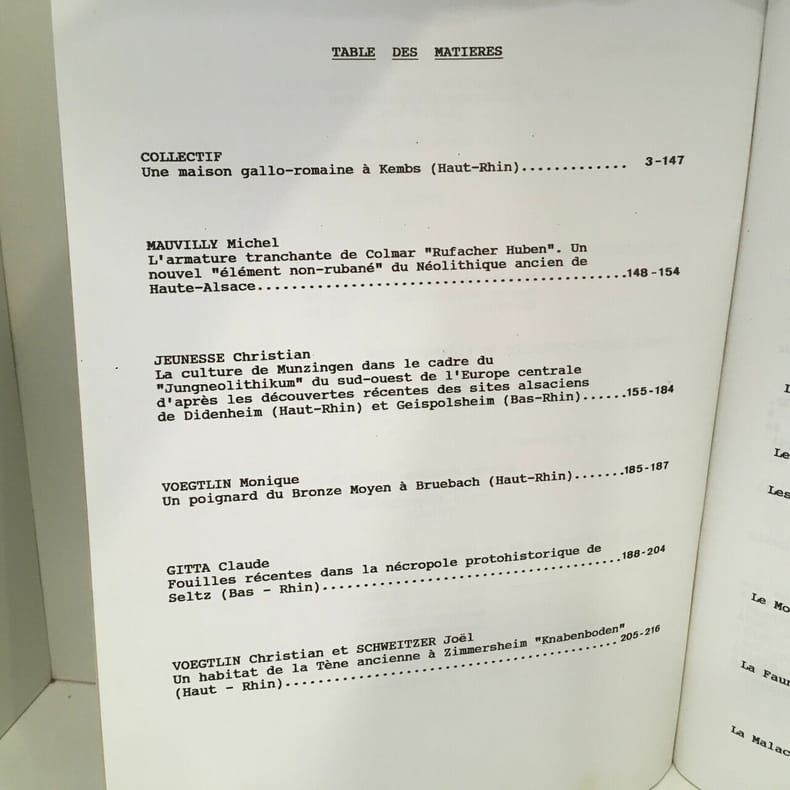 TABLE DES MATIERES
COLLECTIF
Une maison gallo-romaine à Kembs (Haut-Rhin)............. 3-147
MAUVILLY Michel
L'armature tranchante de Colmar "Rufacher Huben". Un
nouvel "élément non-rubané" du Néolithique ancien de
Haute-Alsace............................................148-154
JEUNESSE Christian
La culture de Munzingen dans le cadre du
"Jungneolithikum" du sud-ouest de l'Europe centrale
d'après les découvertes récentes des sites alsaciens
de Didenheim (Haut-Rhin) et Geispolsheim (Bas-Rhin)......155-184
VOEGTLIN Monique
Un poignard du Bronze Moyen à Bruebach (Haut-Rhin).......185-187
GITTA Claude
Fouilles récentes dans la nécropole protohistorique de
Seltz (Bas - Rhin)....................................188-204
VOEGTLIN Christian et SCHWEITZER Joël
Un habitat de la Tène ancienne à Zimmersheim "Knabenboden"
(Haut - Rhin)......................................... 205-216
Le
Les
Le Mo
La Faun
La Malac